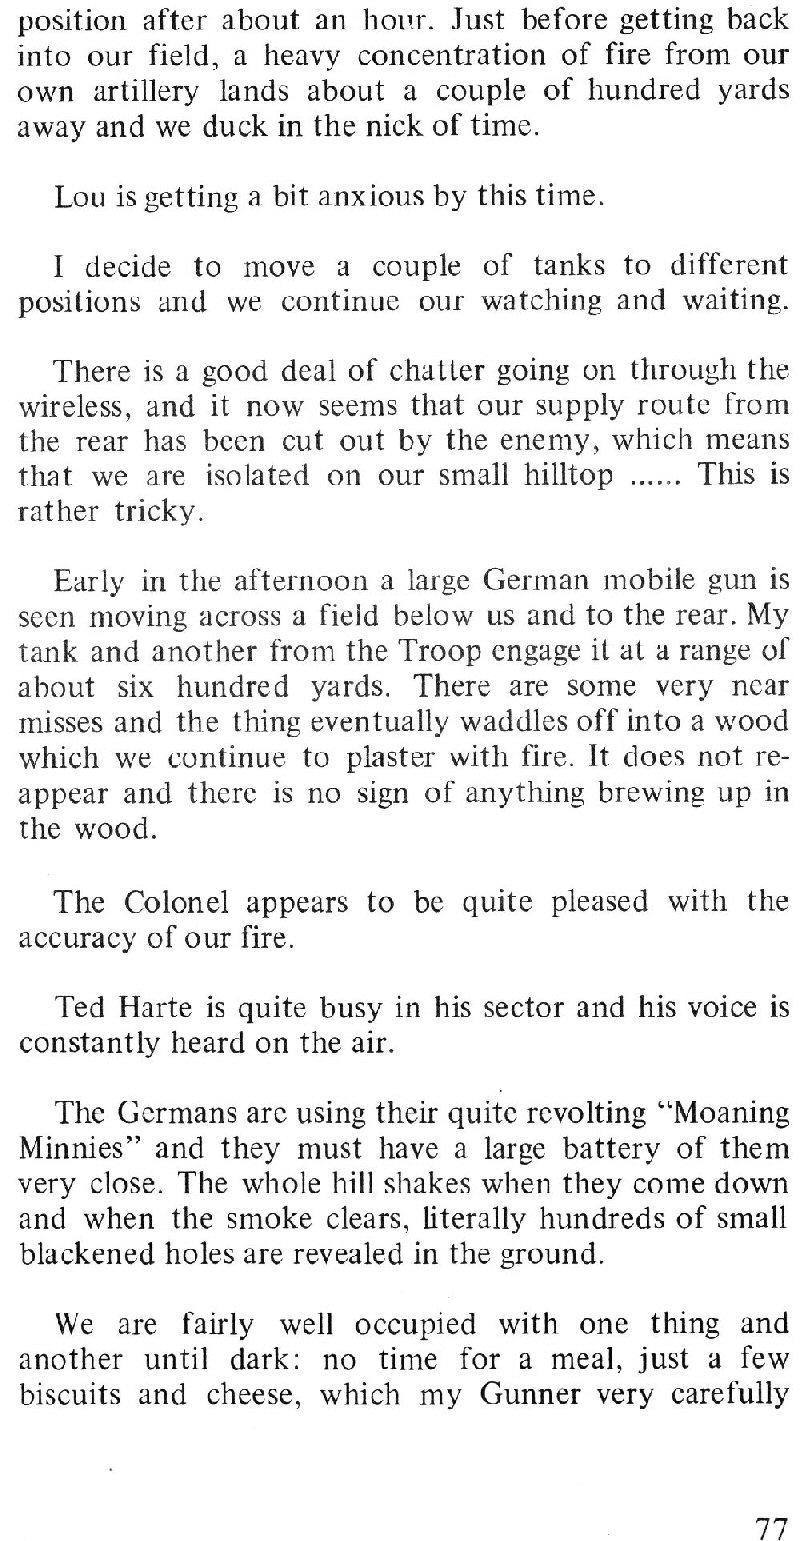 position after about an hour. Just before getting back
into our field, a heavy concentration of fire from our
own artillery lands about a couple of hundred yards
away and we duck in the nick of time.
Lou is getting a bit anxious by this time.
I decide to move a couple of tanks to different
positions and we continue our watching and waiting.
There is a good deal of chatter going on through the
wireless, and it now seems that our supply route from
the rear has been cut out by the enemy, which means
that we are isolated on our small hilltop ...... This is
rather tricky.
Early in the afternoon a large German mobile gun is
seen moving across a field below us and to the rear. My
tank and another from the Troop engage it at a range of
about six hundred yards. There are some very near
misses and the thing eventually waddles off into a wood
which we continue to plaster with fire. It does not re-
appear and there is no sign of anything brewing up in
the wood.
The Colonel appears to be quite pleased with the
accuracy of our fire.
Ted Harte is quite busy in his sector and his voice is
constantly heard on the air.
The Germans are using their quite revolting “Moaning
Minnies” and they must have a large battery of them
very close. The whole hill shakes when they come down
and when the smoke clears, literally hundreds of small
blackened holes are revealed in the ground.
We are fairly well occupied with one thing and
another until dark: no time for a meal, just a few
biscuits and cheese, which my Gunner very carefully
77